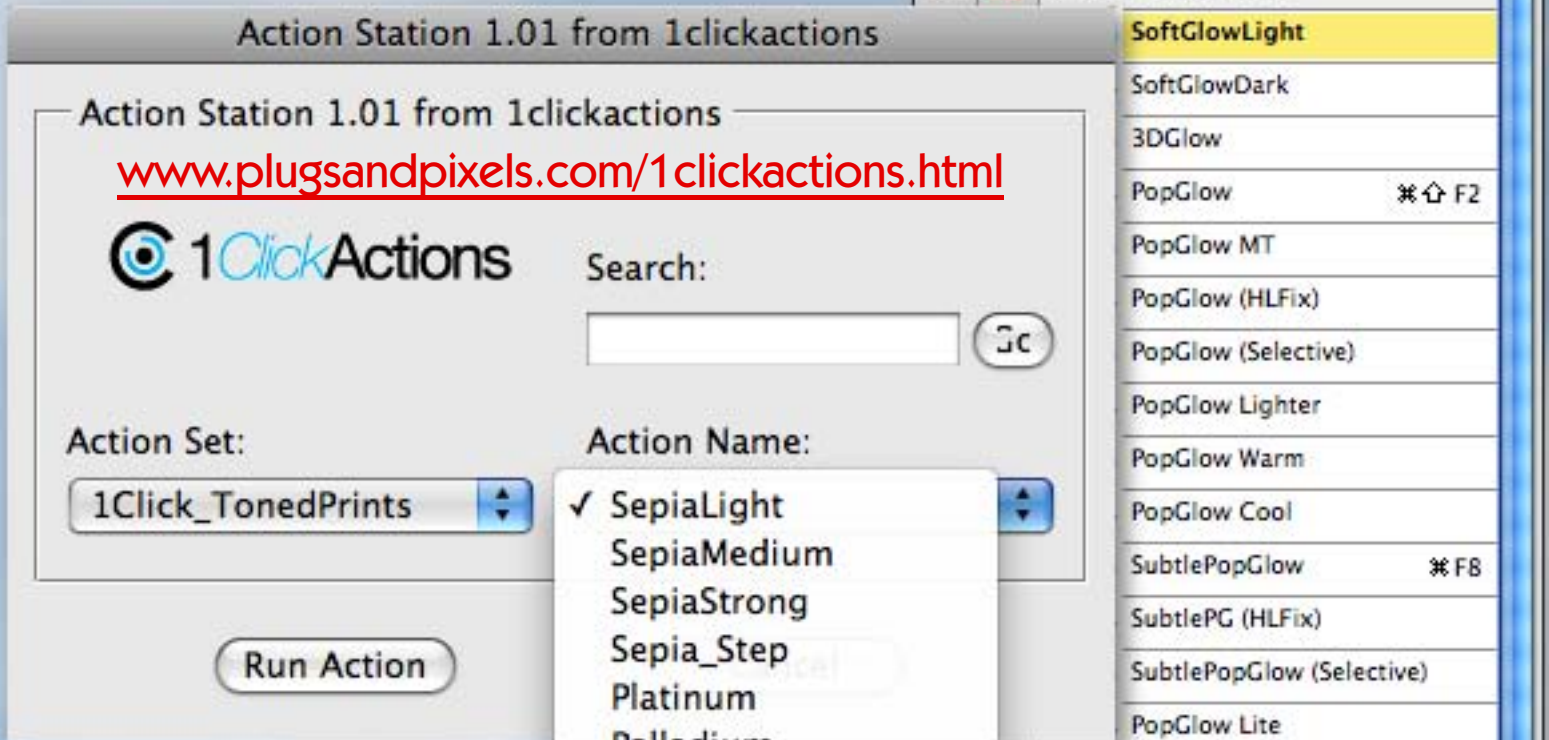 Action Station 1.01 from 1clickactions
Action Station 1.01 from 1clickactions
www.plugsandpixels.com/1clickactions.html
1ClickActions
Search:
Action Set:
Action Name:
1Click_TonedPrints
✓ SepiaLight
SepiaMedium
SepiaStrong
Sepia_Step
Platinum
Palladium
Run Action
SoftGlowLight
SoftGlowDark
3DGlow
PopGlow ⌘⇧ F2
PopGlow MT
PopGlow (HLFix)
PopGlow (Selective)
PopGlow Lighter
PopGlow Warm
PopGlow Cool
SubtlePopGlow ⌘ F8
SubtlePG (HLFix)
SubtlePopGlow (Selective)
PopGlow Lite